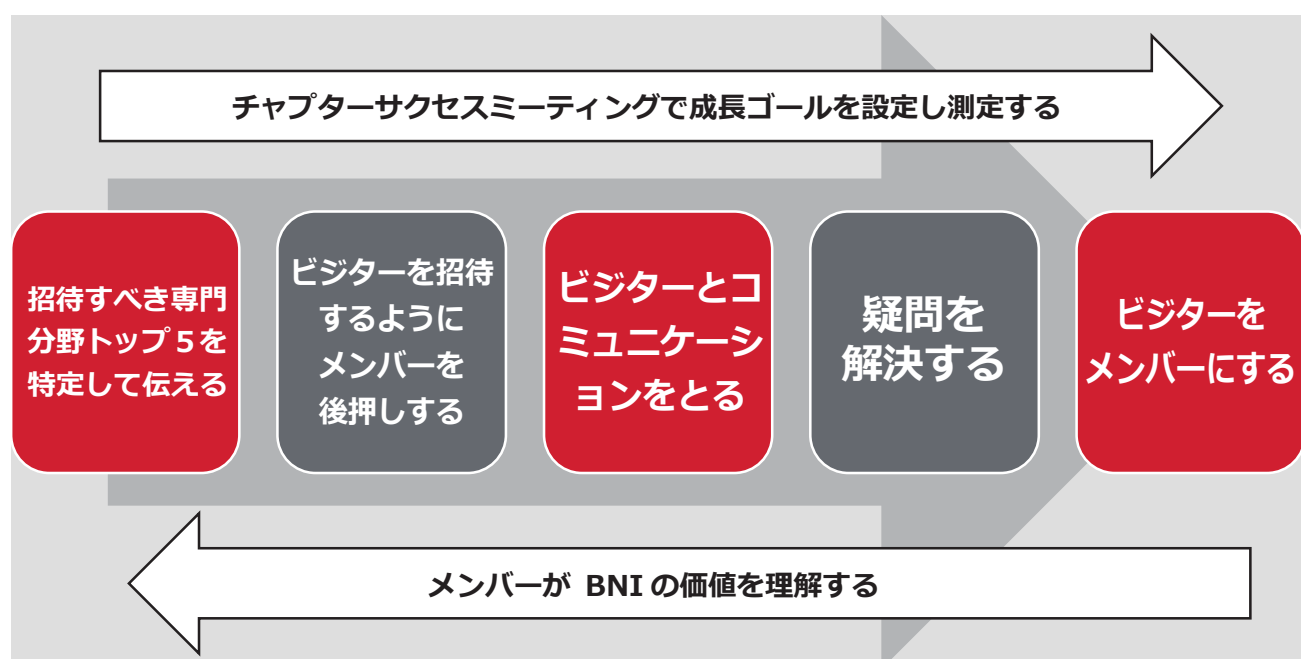 チャプターサクセスミーティングで成長ゴールを設定し測定する
招待すべき専門
分野トップ５を
特定して伝える
ビジターを招待
するように
メンバーを
後押しする
ビジターとコ
ミュニケーシ
ョンをとる
疑問を
解決する
ビジターを
メンバーにする
メンバーが BNI の価値を理解する